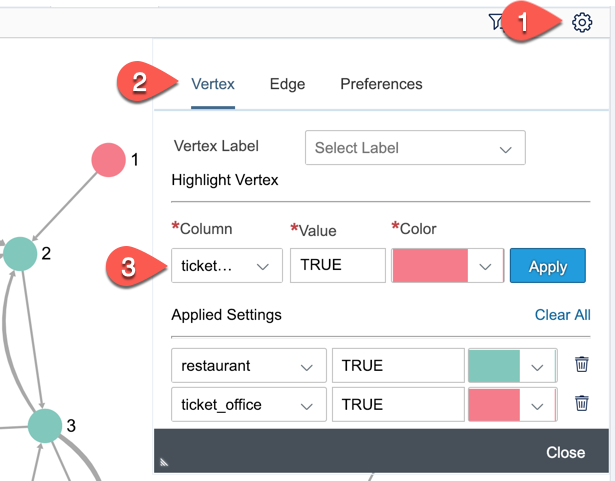 1
2
Vertex Edge Preferences
1
Vertex Label Select Label
Highlight Vertex
*Column *Value *Color
2
3
ticket... TRUE Apply
Applied Settings Clear All
restaurant TRUE
ticket_office TRUE
3
Close